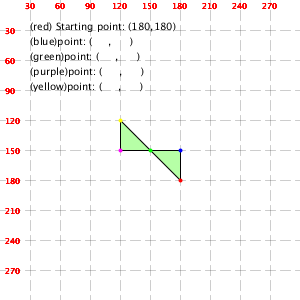 30 60 90 120 150 180 210 240 270
30
(red) Starting point: (180,180)
(blue)point: ( , )
(green)point: ( , )
60
(purple)point: ( , )
(yellow)point: ( , )
90
120
150
180
210
240
270